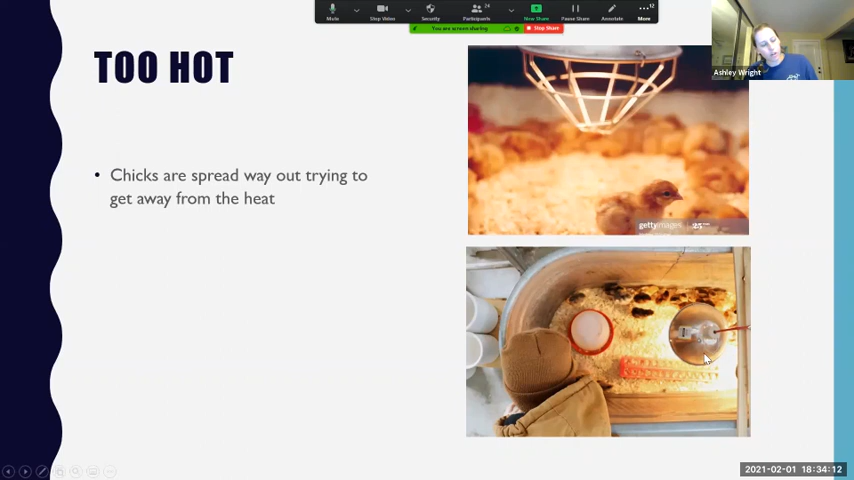 Mute
Stop Video
Security
Participants
24
New Share
Pause Share
Annotate
More
12
You are screen sharing
Stop Share
Ashley Wright
TOO HOT
• Chicks are spread way out trying to
get away from the heat
gettyimages
2021-02-01 18:34:12